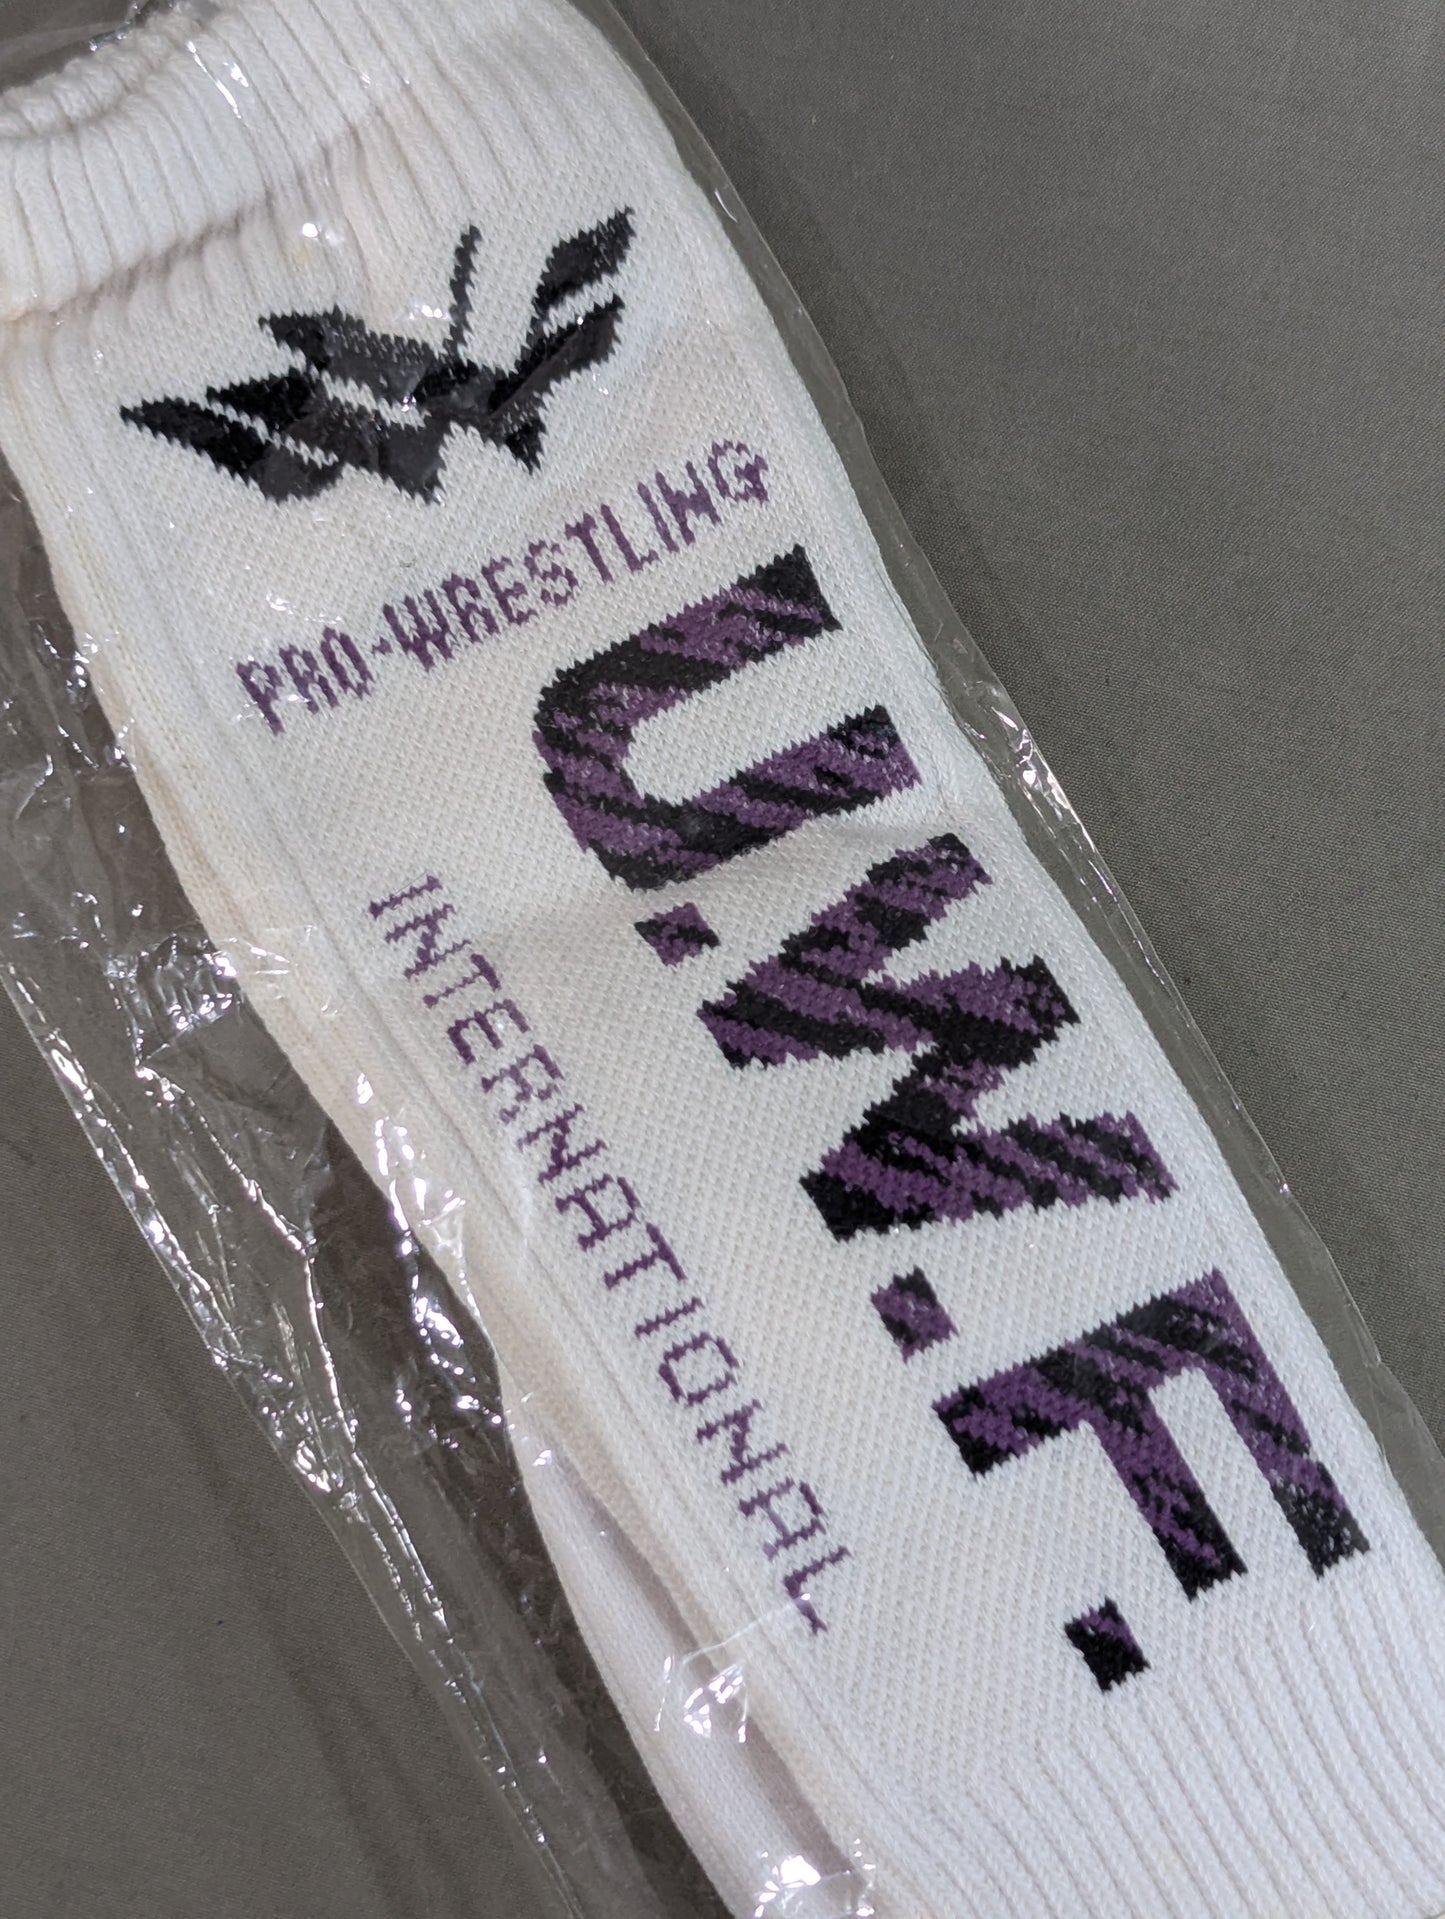 PRO-WRESTLING
U.W.F.
INTERNATIONAL